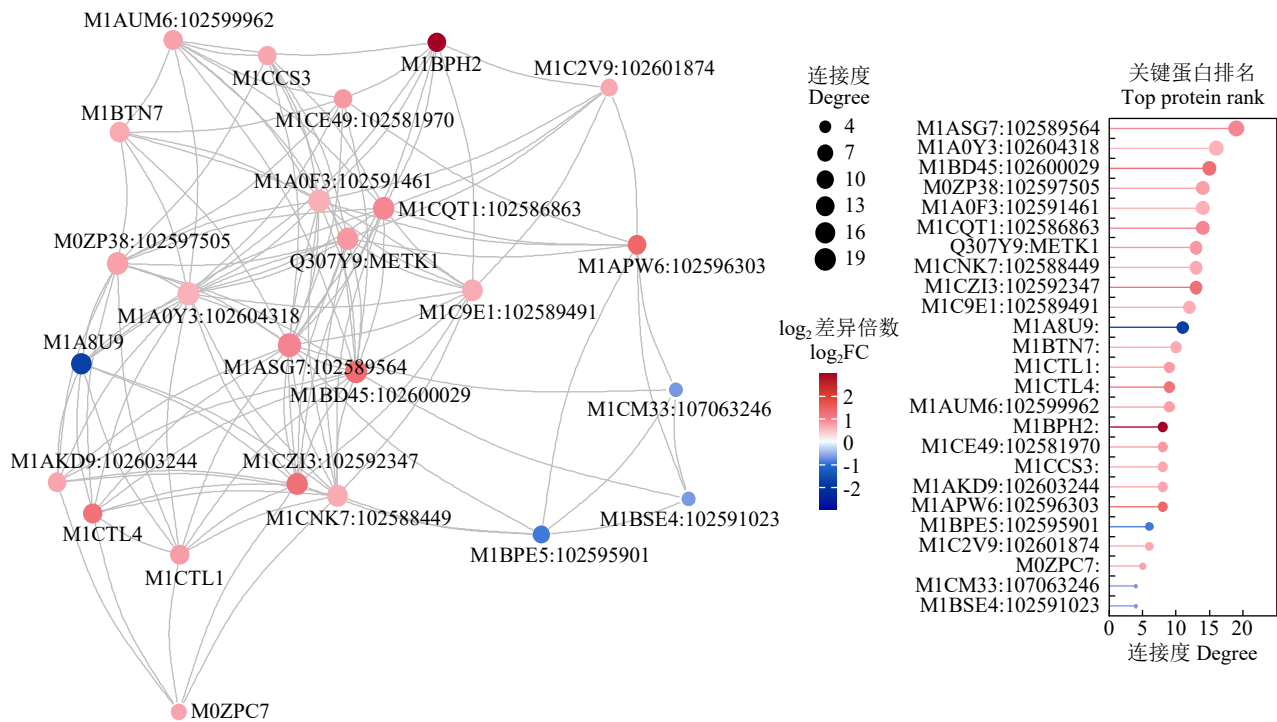 M1AUM6:102599962
M1CCS3
M1BPH2
M1C2V9:102601874
M1BTN7
M1CE49:102581970
M1A0F3:102591461
M1CQT1:102586863
M0ZP38:102597505
Q307Y9:METK1
M1APW6:102596303
M1A0Y3:102604318
M1C9E1:102589491
M1A8U9
M1ASG7:102589564
M1BD45:102600029
M1CM33:107063246
M1AKD9:102603244
M1CZI3:102592347
M1CTL4
M1CNK7:102588449
M1BSE4:102591023
M1BPE5:102595901
M1CTL1
M0ZPC7
连接度
Degree
4
7
10
13
16
19
log₂ 差异倍数
log₂FC
2
1
0
-1
-2
关键蛋白排名
Top protein rank
M1ASG7:102589564
M1A0Y3:102604318
M1BD45:102600029
M0ZP38:102597505
M1A0F3:102591461
M1CQT1:102586863
Q307Y9:METK1
M1CNK7:102588449
M1CZI3:102592347
M1C9E1:102589491
M1A8U9:
M1BTN7:
M1CTL1:
M1CTL4:
M1AUM6:102599962
M1BPH2:
M1CE49:102581970
M1CCS3:
M1AKD9:102603244
M1APW6:102596303
M1BPE5:102595901
M1C2V9:102601874
M0ZPC7:
M1CM33:107063246
M1BSE4:102591023
0 5 10 15 20
连接度 Degree